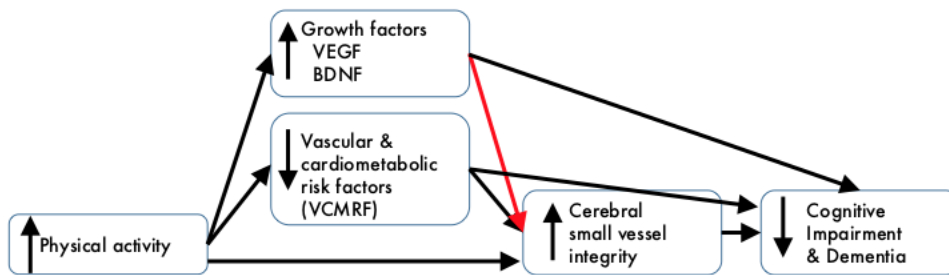 Growth factors
VEGF
BDNF
Vascular &
cardiometabolic
risk factors
(VCMRF)
Physical activity
Cerebral
small vessel
integrity
Cognitive
Impairment
& Dementia